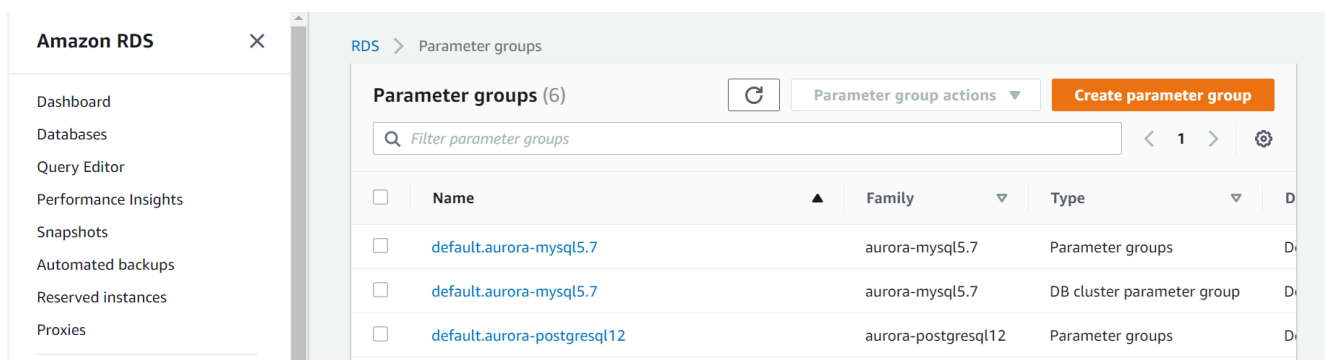 Amazon RDS
Dashboard
Databases
Query Editor
Performance Insights
Snapshots
Automated backups
Reserved instances
Proxies
RDS > Parameter groups
Parameter groups (6)
Parameter group actions
Create parameter group
Filter parameter groups
1
Name Family Type
default.aurora-mysql5.7 aurora-mysql5.7 Parameter groups
default.aurora-mysql5.7 aurora-mysql5.7 DB cluster parameter group
default.aurora-postgresql12 aurora-postgresql12 Parameter groups